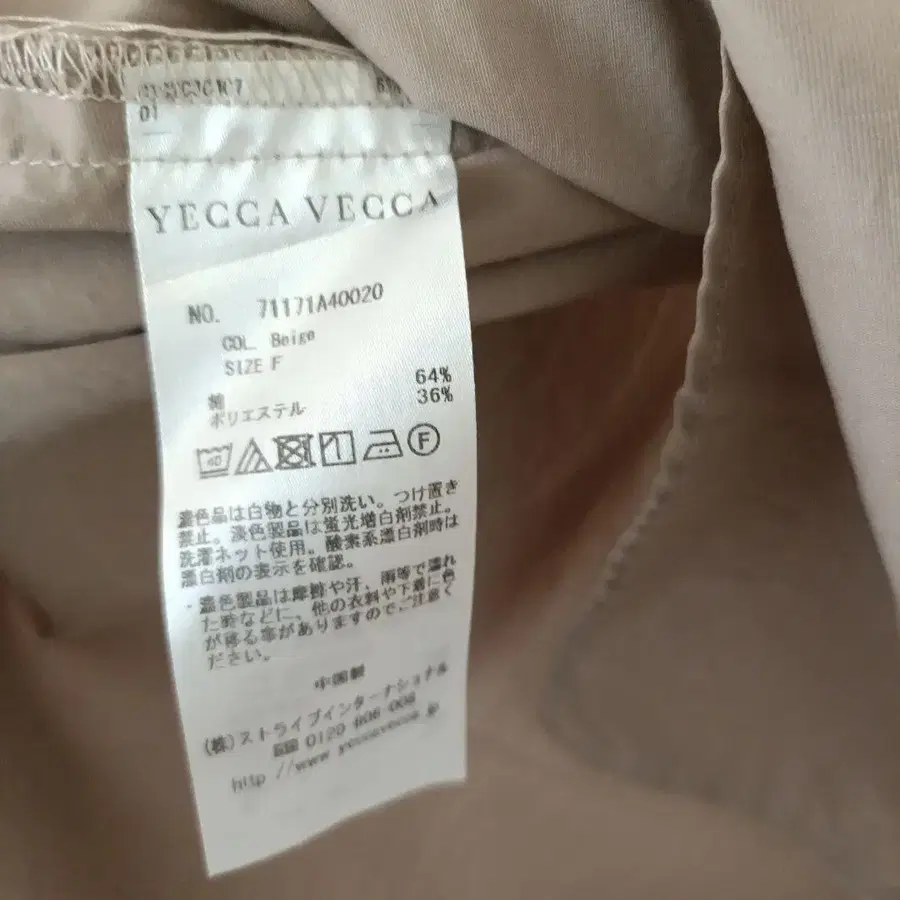 01
YECCA VECCA
NO. 71171A40020
COL. Beige
SIZE F
綿 64%
ポリエステル 36%
40
F
濃色品は白物と分別洗い。つけ置き
禁止。淡色製品は蛍光増白剤禁止。
洗濯ネット使用。酸素系漂白剤時は
漂白剤の表示を確認。
・濃色製品は摩擦や汗、雨等で濡れ
た時などに、他の衣料や下着に色
が移る事がありますのでご注意く
ださい。
中国製
(株)ストライプインターナショナル
0120 606 008
http //www yeccavecca jp